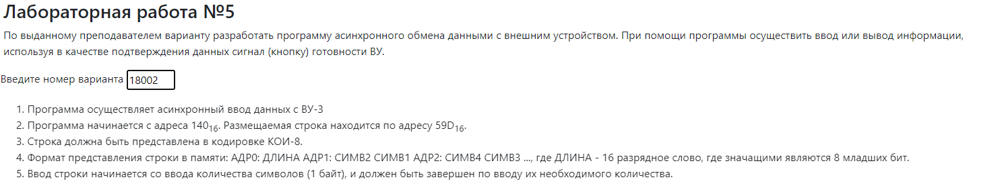 Лабораторная работа №5
По выданному преподавателем варианту разработать программу асинхронного обмена данными с внешним устройством. При помощи программы осуществить ввод или вывод информации,
используя в качестве подтверждения данных сигнал (кнопку) готовности ВУ.
Введите номер варианта 18002
1. Программа осуществляет асинхронный ввод данных с ВУ-3
2. Программа начинается с адреса 140₁₆. Размещаемая строка находится по адресу 59D₁₆.
3. Строка должна быть представлена в кодировке КОИ-8.
4. Формат представления строки в памяти: АДР0: ДЛИНА АДР1: СИМВ2 СИМВ1 АДР2: СИМВ4 СИМВ3 ..., где ДЛИНА - 16 разрядное слово, где значащими являются 8 младших бит.
5. Ввод строки начинается со ввода количества символов (1 байт), и должен быть завершен по вводу их необходимого количества.